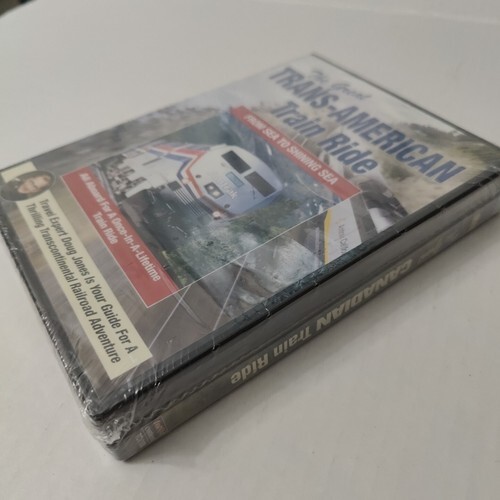 The Great
TRANS-AMERICAN
Train Ride
FROM SEA TO SHINING SEA
All Aboard For A Once-In-A-Lifetime
Train Ride
Travel Expert Doug Jones Is Your Guide For A
Thrilling Transcontinental Railroad Adventure
CANADIAN Train Ride